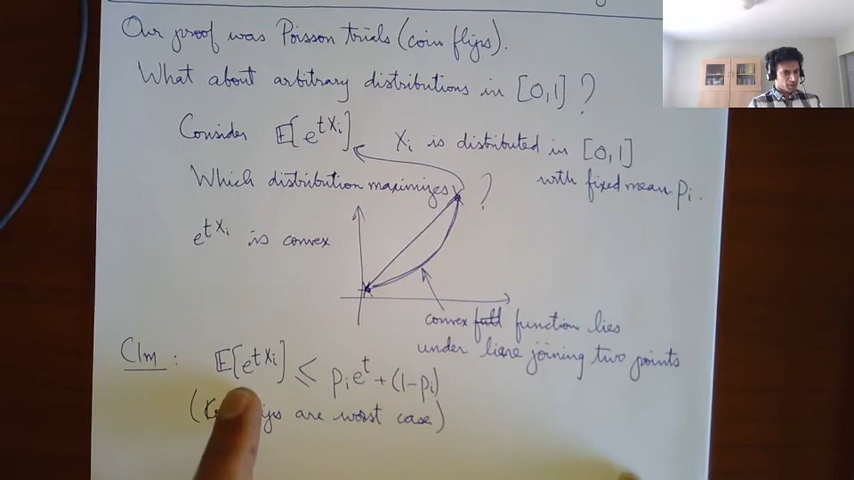 Our proof was Poisson trials (coin flips).
What about arbitrary distributions in [0,1] ?
Consider E[e^{tX_i}]
X_i is distributed in [0,1]
with fixed mean p_i.
Which distribution maximizes ?
e^{tX_i} is convex
convex function lies
under line joining two points
Clm : E[e^{tX_i}] ≤ p_i e^t + (1-p_i)
are worst case)